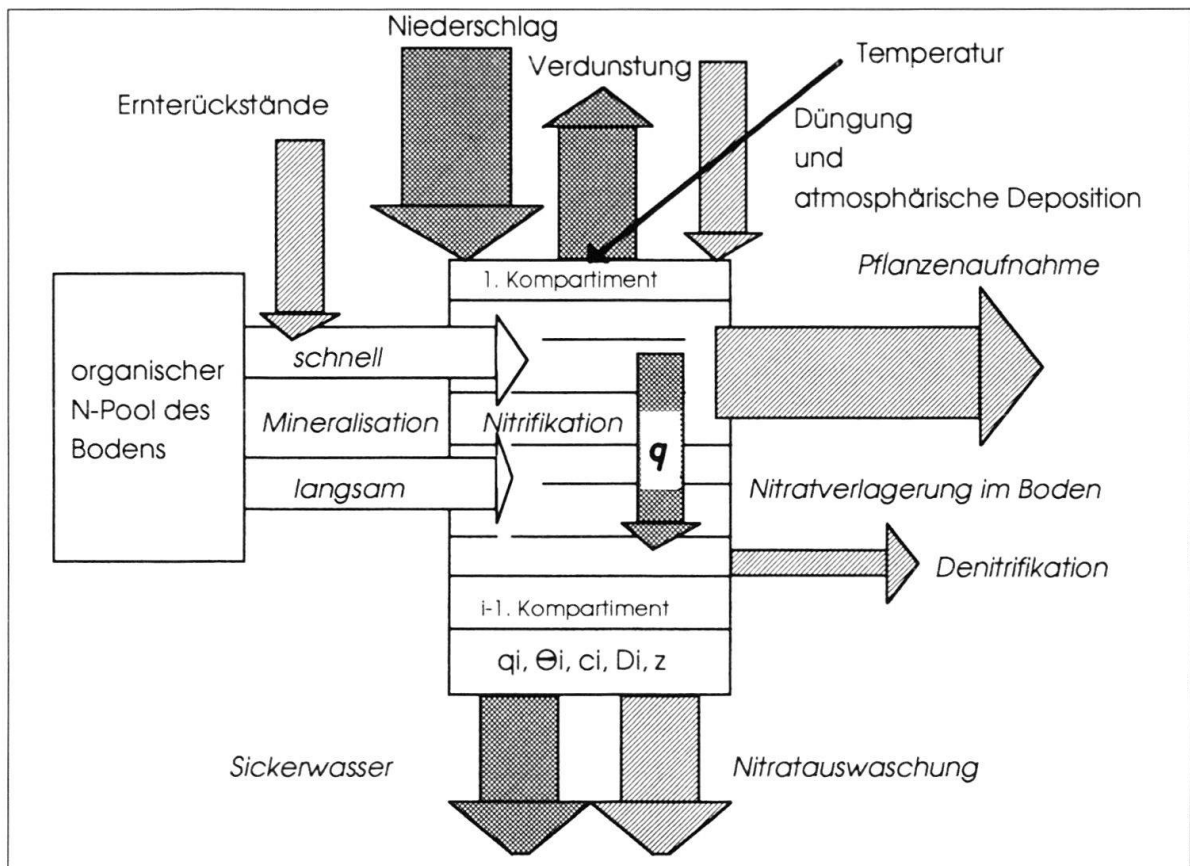 Niederschlag
Verdunstung
Temperatur
Ernterückstände
Düngung
und
atmosphärische Deposition
Pflanzenaufnahme
1. Kompartiment
schnell
organischer
N-Pool des
Bodens
Mineralisation
Nitrifikation
q
langsam
Nitratverlagerung im Boden
Denitrifikation
i-1. Kompartiment
qi, Θi, ci, Di, z
Sickerwasser
Nitratauswaschung